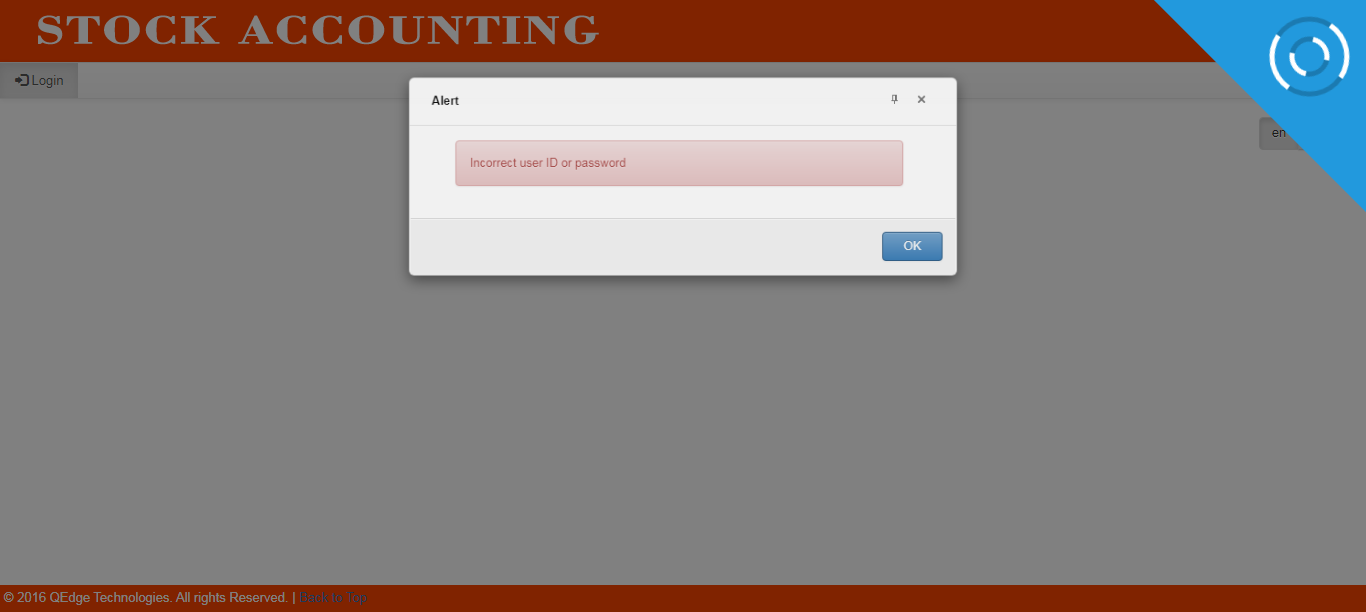 STOCK ACCOUNTING
Login
Alert
en
Incorrect user ID or password
OK
© 2016 QEdge Technologies. All rights Reserved. | Back to Top